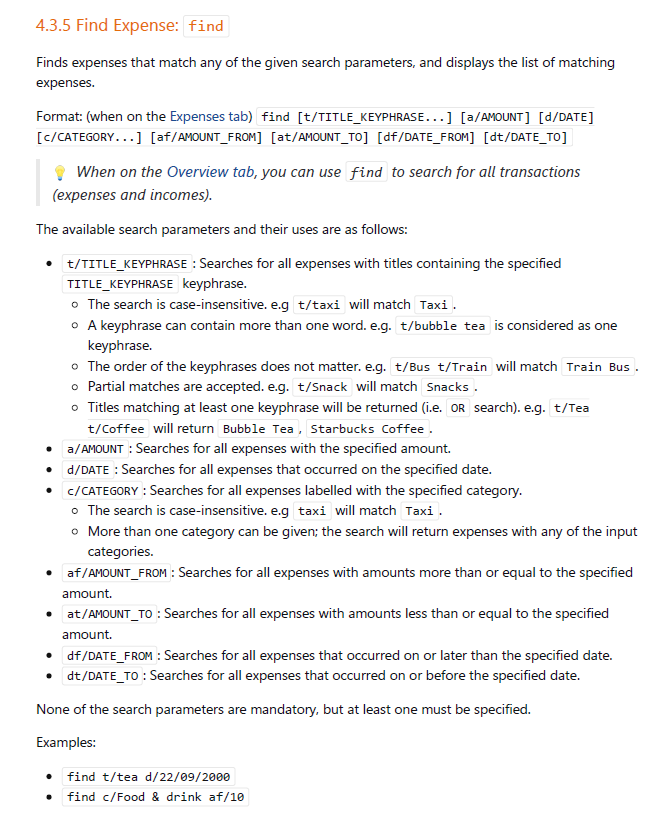 4.3.5 Find Expense: find
Finds expenses that match any of the given search parameters, and displays the list of matching
expenses.
Format: (when on the Expenses tab) find [t/TITLE_KEYPHRASE...] [a/AMOUNT] [d/DATE]
[c/CATEGORY...] [af/AMOUNT_FROM] [at/AMOUNT_TO] [df/DATE_FROM] [dt/DATE_TO]
💡 When on the Overview tab, you can use find to search for all transactions
(expenses and incomes).
The available search parameters and their uses are as follows:
• t/TITLE_KEYPHRASE : Searches for all expenses with titles containing the specified
TITLE_KEYPHRASE keyphrase.
◦ The search is case-insensitive. e.g t/taxi will match Taxi .
◦ A keyphrase can contain more than one word. e.g. t/bubble tea is considered as one
keyphrase.
◦ The order of the keyphrases does not matter. e.g. t/Bus t/Train will match Train Bus .
◦ Partial matches are accepted. e.g. t/Snack will match Snacks .
◦ Titles matching at least one keyphrase will be returned (i.e. OR search). e.g. t/Tea
t/Coffee will return Bubble Tea , Starbucks Coffee .
• a/AMOUNT : Searches for all expenses with the specified amount.
• d/DATE : Searches for all expenses that occurred on the specified date.
• c/CATEGORY : Searches for all expenses labelled with the specified category.
◦ The search is case-insensitive. e.g taxi will match Taxi .
◦ More than one category can be given; the search will return expenses with any of the input
categories.
• af/AMOUNT_FROM : Searches for all expenses with amounts more than or equal to the specified
amount.
• at/AMOUNT_TO : Searches for all expenses with amounts less than or equal to the specified
amount.
• df/DATE_FROM : Searches for all expenses that occurred on or later than the specified date.
• dt/DATE_TO : Searches for all expenses that occurred on or before the specified date.
None of the search parameters are mandatory, but at least one must be specified.
Examples:
• find t/tea d/22/09/2000
• find c/Food & drink af/10